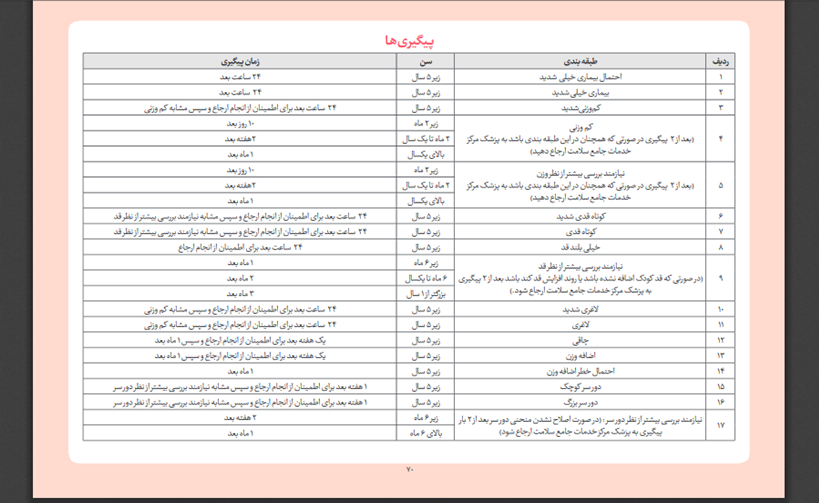 پیگیری‌ها
ردیف طبقه بندی سن زمان پیگیری
۱ احتمال بیماری خیلی شدید زیر ۵ سال ۲۴ ساعت بعد
۲ بیماری خیلی شدید زیر ۵ سال ۲۴ ساعت بعد
۳ کم‌وزنی شدید زیر ۵ سال ۲۴ ساعت بعد برای اطمینان از انجام ارجاع و سپس مشابه کم وزنی
۴ کم وزنی
(بعد از ۲ پیگیری در صورتی که همچنان در این طبقه بندی باشد به پزشک مرکز
خدمات جامع سلامت ارجاع دهید)
زیر ۲ ماه ۱۰ روز بعد
۲ ماه تا یک سال ۲ هفته بعد
بالای یکسال ۱ ماه بعد
۵ نیازمند بررسی بیشتر از نظر وزن
(بعد از ۲ پیگیری در صورتی که همچنان در این طبقه بندی باشد به پزشک مرکز
خدمات جامع سلامت ارجاع دهید)
زیر ۲ ماه ۱۰ روز بعد
۲ ماه تا یک سال ۲هفته بعد
بالای یکسال ۱ ماه بعد
۶ کوتاه قدی شدید زیر ۵ سال ۲۴ ساعت بعد برای اطمینان از انجام ارجاع و سپس مشابه نیازمند بررسی بیشتر از نظر قد
۷ کوتاه قدی زیر ۵ سال ۲۴ ساعت بعد برای اطمینان از انجام ارجاع و سپس مشابه نیازمند بررسی بیشتر از نظر قد
۸ خیلی بلند قد زیر ۵ سال ۲۴ ساعت بعد برای اطمینان از انجام ارجاع
۹ نیازمند بررسی بیشتر از نظر قد
(در صورتی که قد کودک اضافه نشده باشد یا روند افزایش قد کند باشد بعد از ۲ پیگیری
به پزشک مرکز خدمات جامع سلامت ارجاع شود.)
زیر ۶ ماه ۱ ماه بعد
۶ ماه تا یکسال ۲ ماه بعد
بزرگتر از ۱ سال ۳ ماه بعد
۱۰ لاغری شدید زیر ۵ سال ۲۴ ساعت بعد برای اطمینان از انجام ارجاع و سپس مشابه کم وزنی
۱۱ لاغری زیر ۵ سال ۲۴ ساعت بعد برای اطمینان از انجام ارجاع و سپس مشابه کم وزنی
۱۲ چاقی زیر ۵ سال یک هفته بعد برای اطمینان از انجام ارجاع و سپس ۱ ماه بعد
۱۳ اضافه وزن زیر ۵ سال یک هفته بعد برای اطمینان از انجام ارجاع و سپس ۱ ماه بعد
۱۴ احتمال خطر اضافه وزن زیر ۵ سال ۱ ماه بعد
۱۵ دور سر کوچک زیر ۵ سال ۱ هفته بعد برای اطمینان از انجام ارجاع و سپس مشابه نیازمند بررسی بیشتر از نظر دور سر
۱۶ دور سر بزرگ زیر ۵ سال ۱ هفته بعد برای اطمینان از انجام ارجاع و سپس مشابه نیازمند بررسی بیشتر از نظر دور سر
۱۷ نیازمند بررسی بیشتر از نظر دور سر: (در صورت اصلاح نشدن منحنی دور سر بعد از ۲ بار
پیگیری به پزشک مرکز خدمات جامع سلامت ارجاع شود)
زیر ۶ ماه ۲ هفته بعد
بالای ۶ ماه ۱ ماه بعد
۷۰